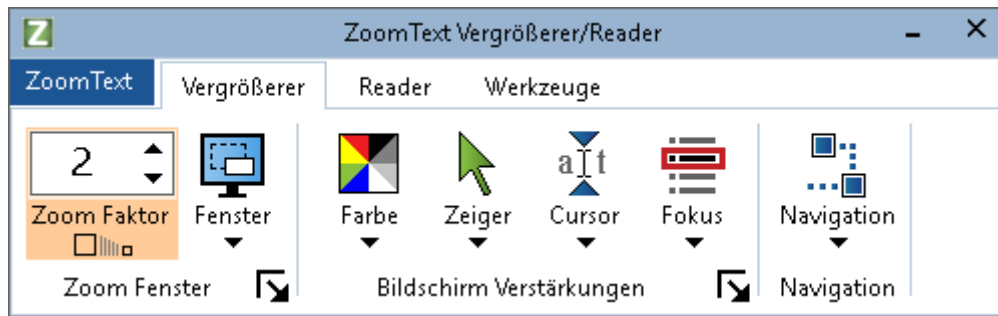 Z ZoomText Vergrößerer/Reader
ZoomText Vergrößerer Reader Werkzeuge
2
Zoom Faktor Fenster Farbe Zeiger Cursor Fokus Navigation
a t
Zoom Fenster Bildschirm Verstärkungen Navigation